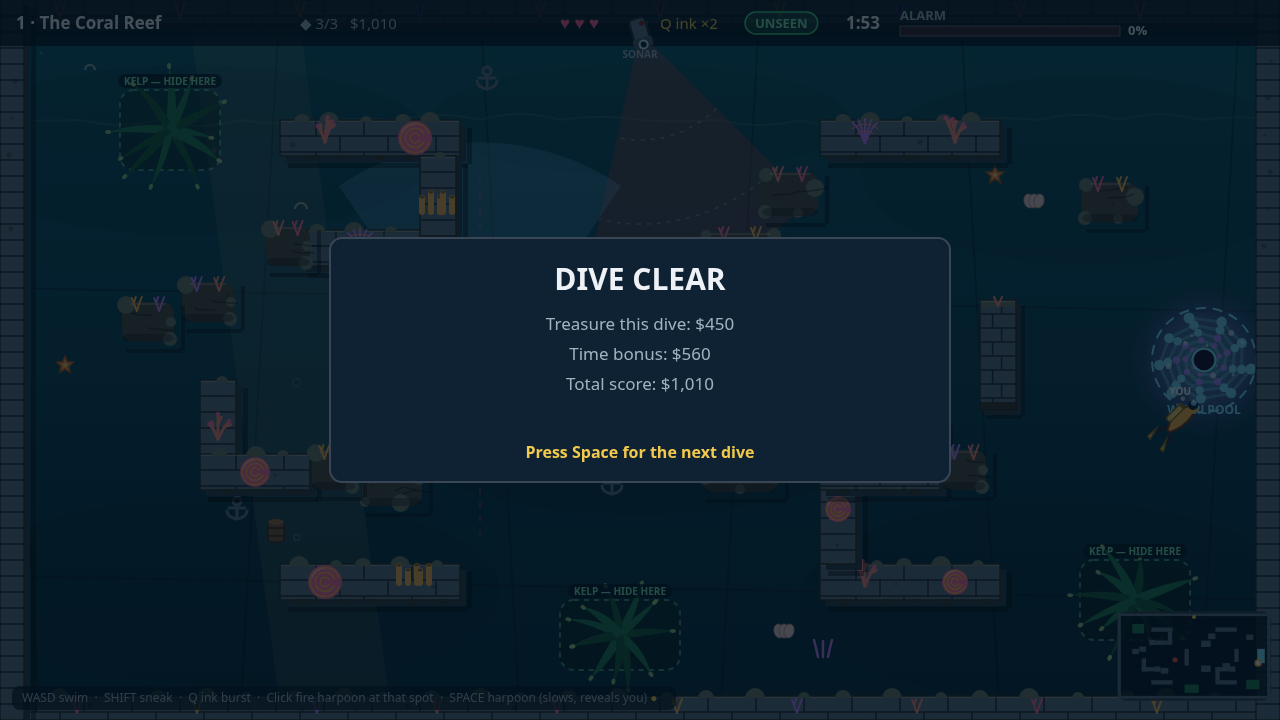 1 · The Coral Reef
◆ 3/3 $1,010
♥ ♥ ♥
Q ink ×2
UNSEEN
1:53
ALARM
0%
SONAR
KELP — HIDE HERE
DIVE CLEAR
Treasure this dive: $450
Time bonus: $560
Total score: $1,010
Press Space for the next dive
YOU
WHIRLPOOL
KELP — HIDE HERE
KELP — HIDE HERE
WASD swim · SHIFT sneak · Q ink burst · Click fire harpoon at that spot · SPACE harpoon (slows, reveals you)